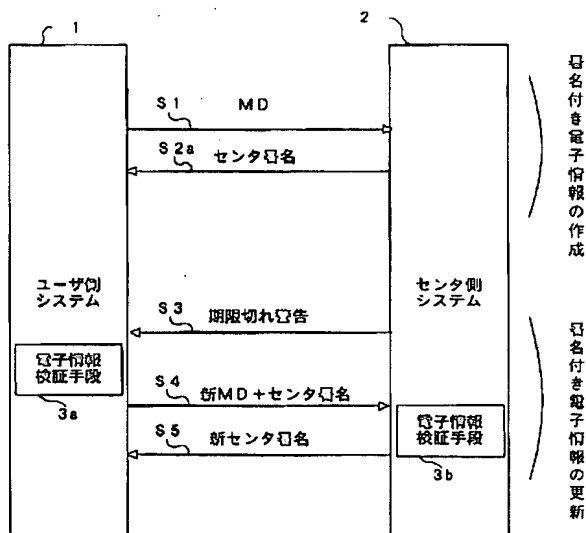 1
2
S1
MD
S2a
センタ署名
署名付き電子情報の作成
ユーザ側
システム
センタ側
システム
S3
期限切れ警告
電子情報
検証手段
3a
S4
新MD+センタ署名
電子情報
検証手段
3b
S5
新センタ署名
署名付き電子情報の更新